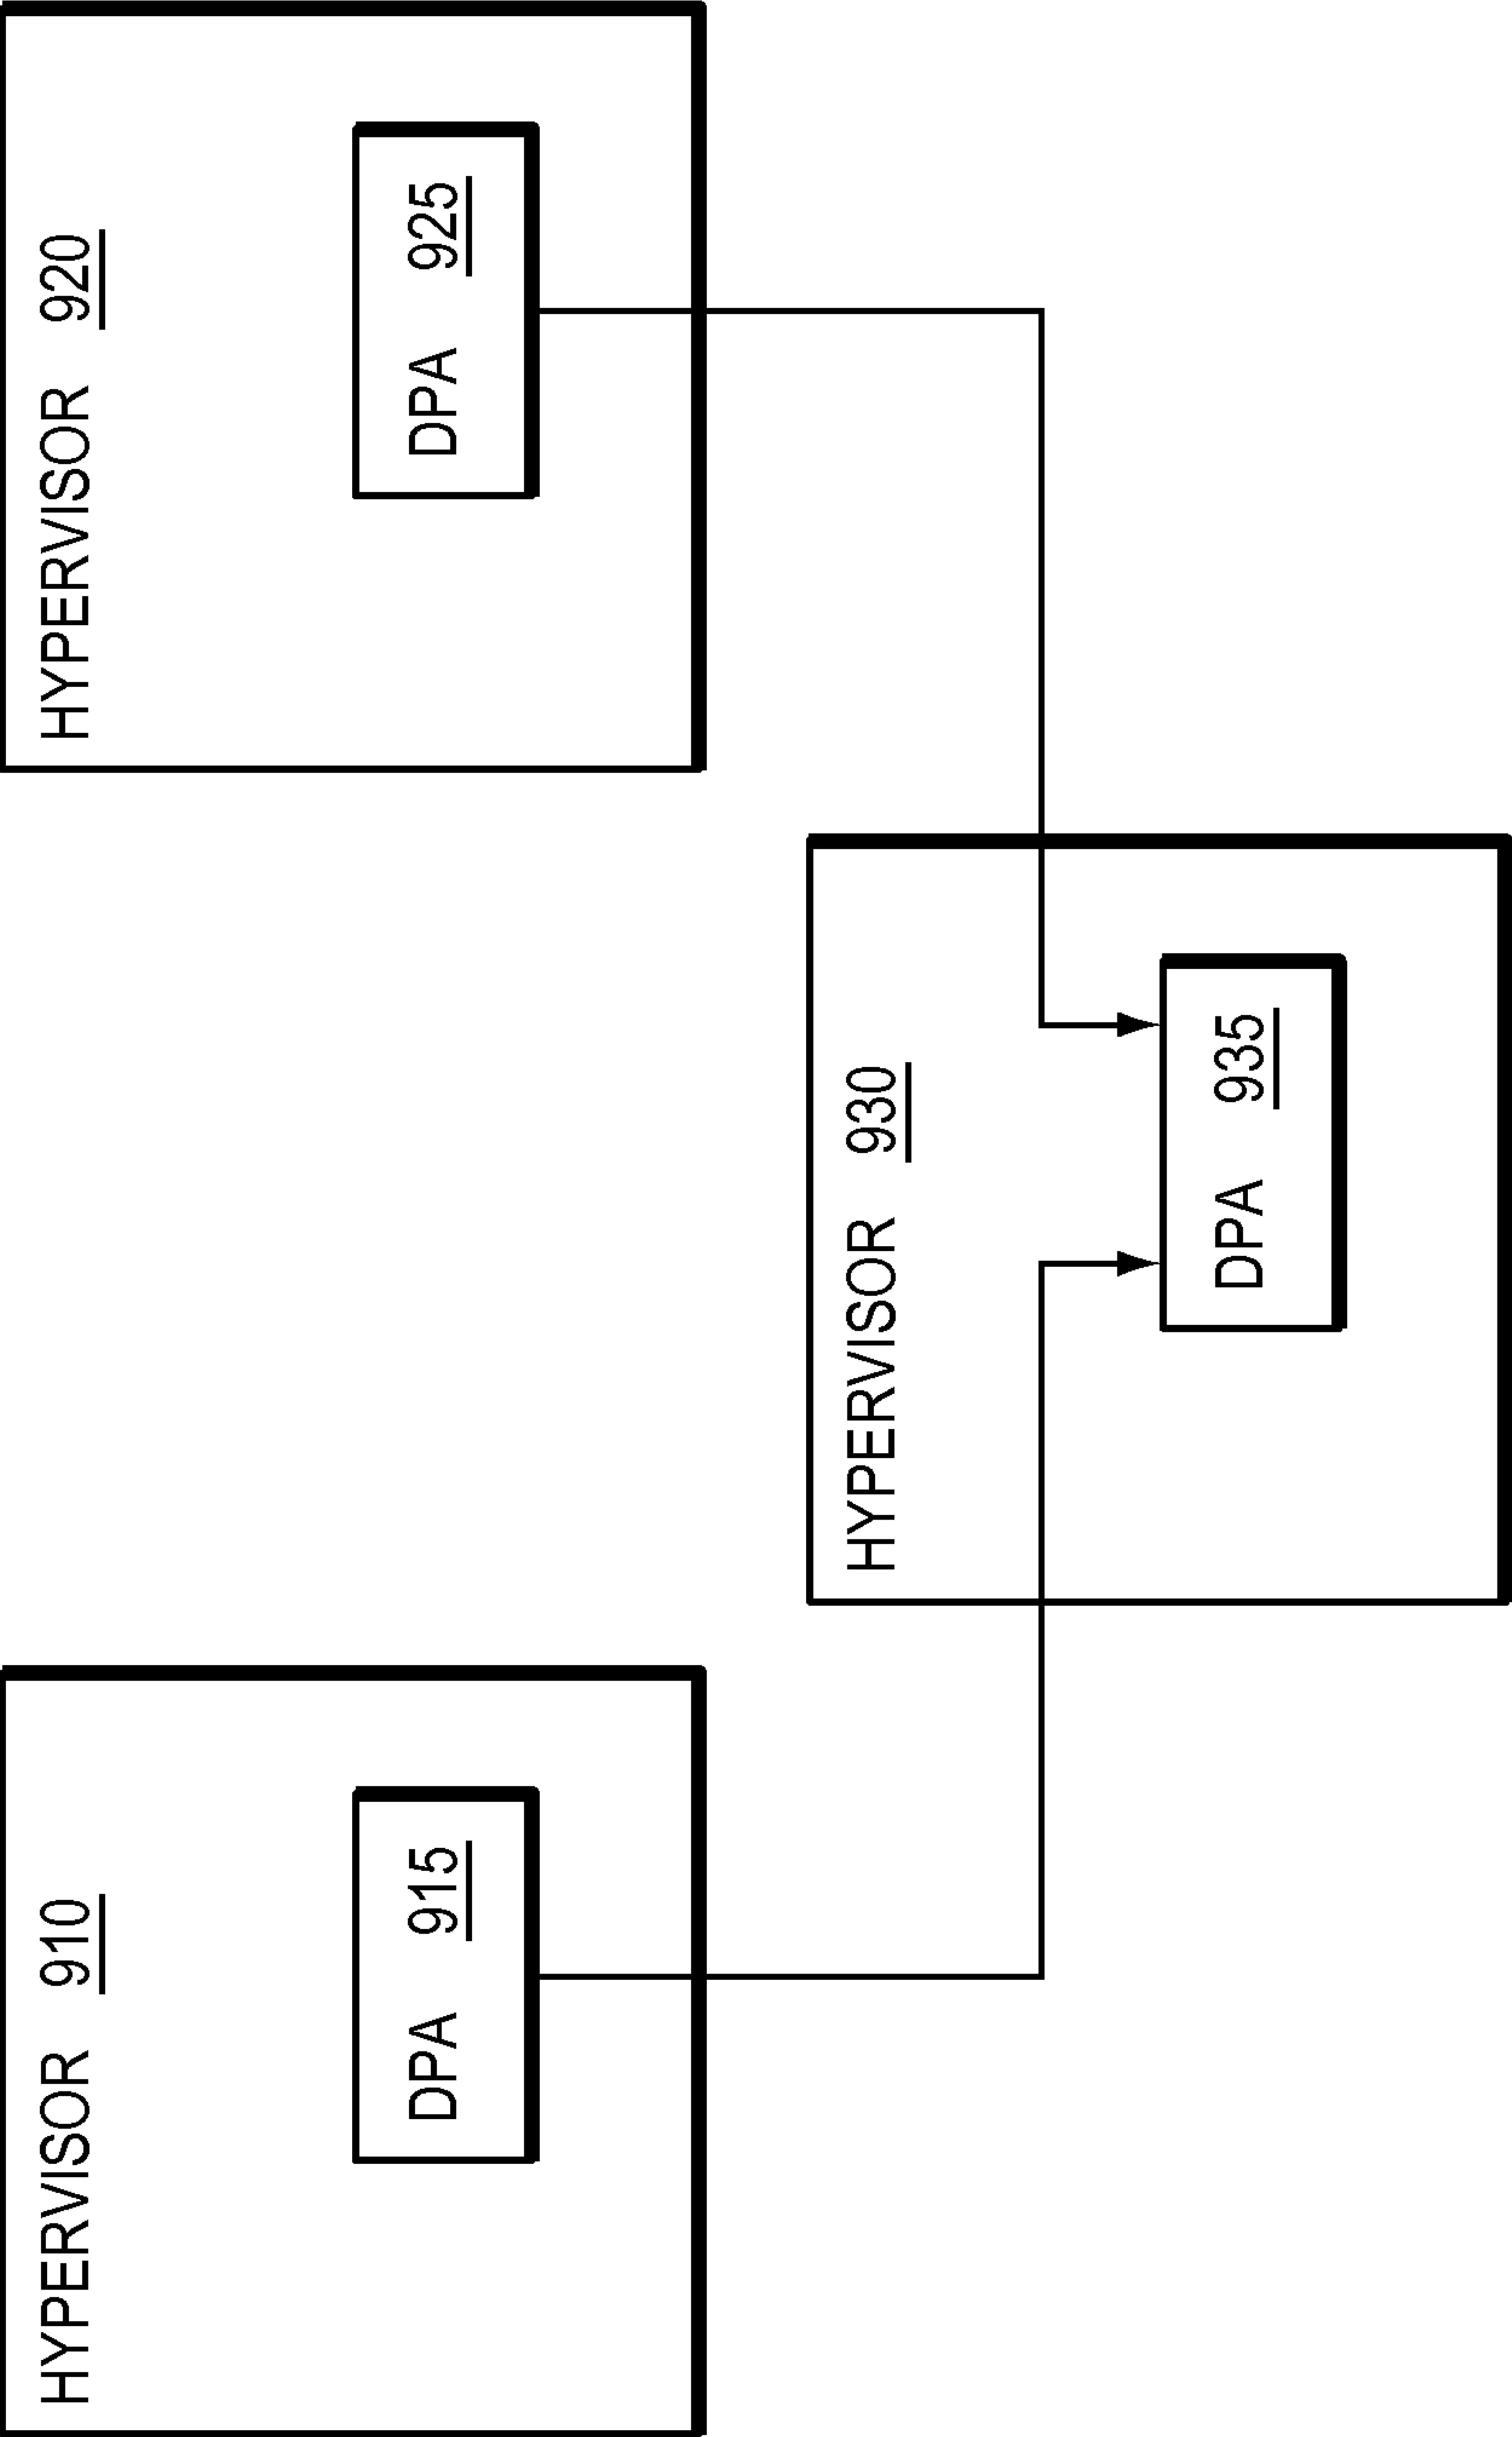 HYPERVISOR 910
DPA 915
HYPERVISOR 920
DPA 925
HYPERVISOR 930
DPA 935